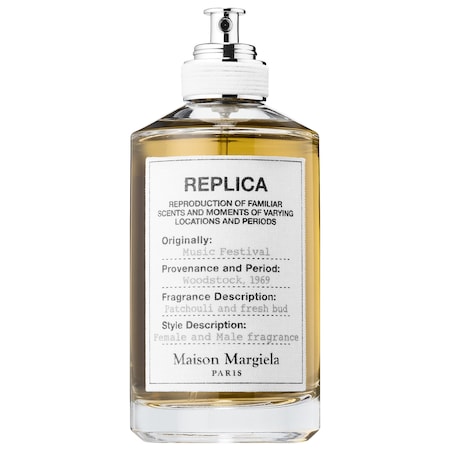 REPLICA
REPRODUCTION OF FAMILIAR
SCENTS AND MOMENTS OF VARYING
LOCATIONS AND PERIODS
Originally:
Music Festival
Provenance and Period:
Woodstock, 1969
Fragrance Description:
Patchouli and fresh bud
Style Description:
Female and Male fragrance
Maison Margiela
PARIS